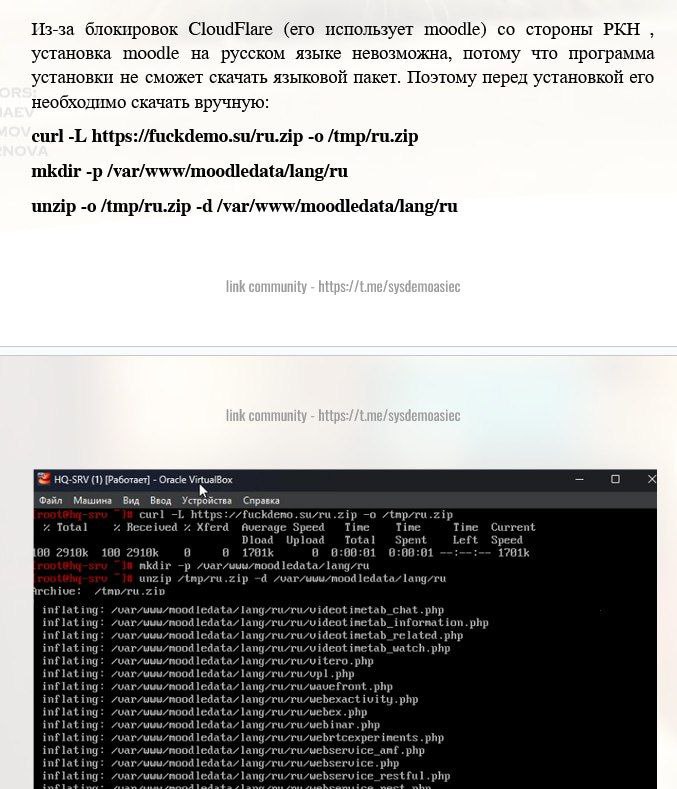 Из-за блокировок CloudFlare (его использует moodle) со стороны РКН ,
установка moodle на русском языке невозможна, потому что программа
установки не сможет скачать языковой пакет. Поэтому перед установкой его
ORS:
необходимо скачать вручную:
AEV
MOV
curl -L https://fuckdemo.su/ru.zip -o /tmp/ru.zip
RNOVA
mkdir -p /var/www/moodledata/lang/ru
unzip -o /tmp/ru.zip -d /var/www/moodledata/lang/ru
link community - https://t.me/sysdemoasiec
link community - https://t.me/sysdemoasiec
HQ-SRV (1) [Работает] - Oracle VirtualBox
Файл Машина Вид Ввод Устройства Справка
[root@hq-srv ~]# curl -L https://fuckdemo.su/ru.zip -o /tmp/ru.zip
% Total % Received % Xferd Average Speed Time Time Time Current
Dload Upload Total Spent Left Speed
100 2910k 100 2910k 0 0 1701k 0 0:00:01 0:00:01 --:--:-- 1701k
[root@hq-srv ~]# mkdir -p /var/www/moodledata/lang/ru
[root@hq-srv ~]# unzip /tmp/ru.zip -d /var/www/moodledata/lang/ru
Archive: /tmp/ru.zip
inflating: /var/www/moodledata/lang/ru/ru/videotimetab_chat.php
inflating: /var/www/moodledata/lang/ru/ru/videotimetab_information.php
inflating: /var/www/moodledata/lang/ru/ru/videotimetab_related.php
inflating: /var/www/moodledata/lang/ru/ru/videotimetab_watch.php
inflating: /var/www/moodledata/lang/ru/ru/vitero.php
inflating: /var/www/moodledata/lang/ru/ru/vpl.php
inflating: /var/www/moodledata/lang/ru/ru/wavefront.php
inflating: /var/www/moodledata/lang/ru/ru/webexactivity.php
inflating: /var/www/moodledata/lang/ru/ru/webex.php
inflating: /var/www/moodledata/lang/ru/ru/webinar.php
inflating: /var/www/moodledata/lang/ru/ru/webrtcexperiments.php
inflating: /var/www/moodledata/lang/ru/ru/webservice_amf.php
inflating: /var/www/moodledata/lang/ru/ru/webservice.php
inflating: /var/www/moodledata/lang/ru/ru/webservice_restful.php
inflating: /var/www/moodledata/lang/ru/ru/webservice_rest.php